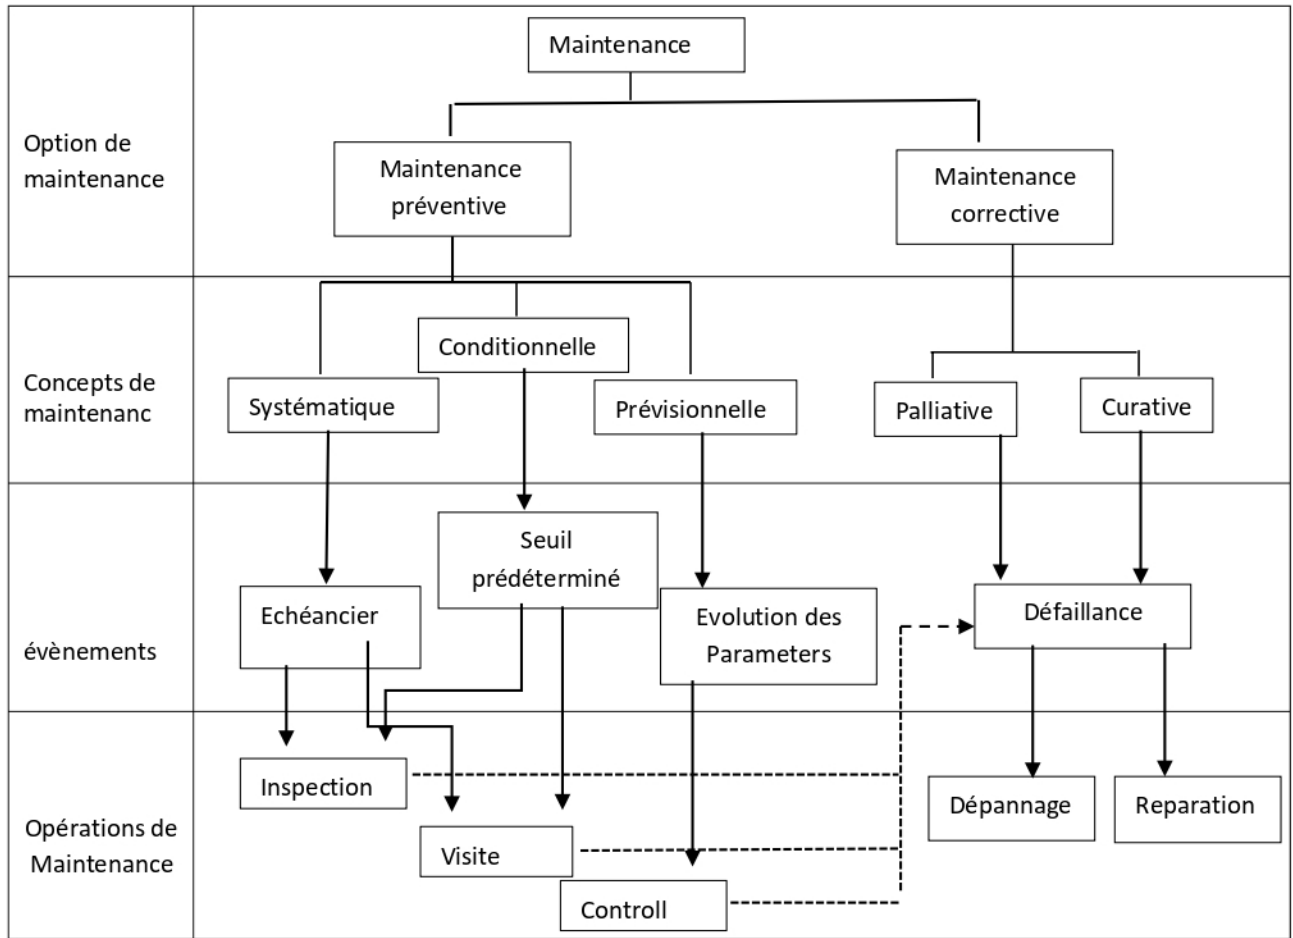 Maintenance
Option de
maintenance
Maintenance
préventive
Maintenance
corrective
Concepts de
maintenanc
Conditionnelle
Systématique
Prévisionnelle
Palliative
Curative
évènements
Seuil
prédéterminé
Echéancier
Evolution des
Parameters
Défaillance
Opérations de
Maintenance
Inspection
Visite
Controll
Dépannage
Reparation